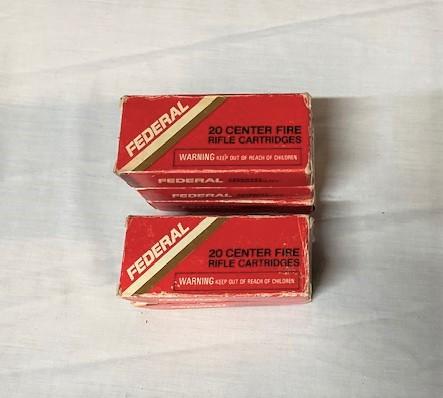 FEDERAL
20 CENTER FIRE
RIFLE CARTRIDGES
WARNING KEEP OUT OF REACH OF CHILDREN
FEDERAL
FEDERAL
FEDERAL
20 CENTER FIRE
RIFLE CARTRIDGES
WARNING KEEP OUT OF REACH OF CHILDREN